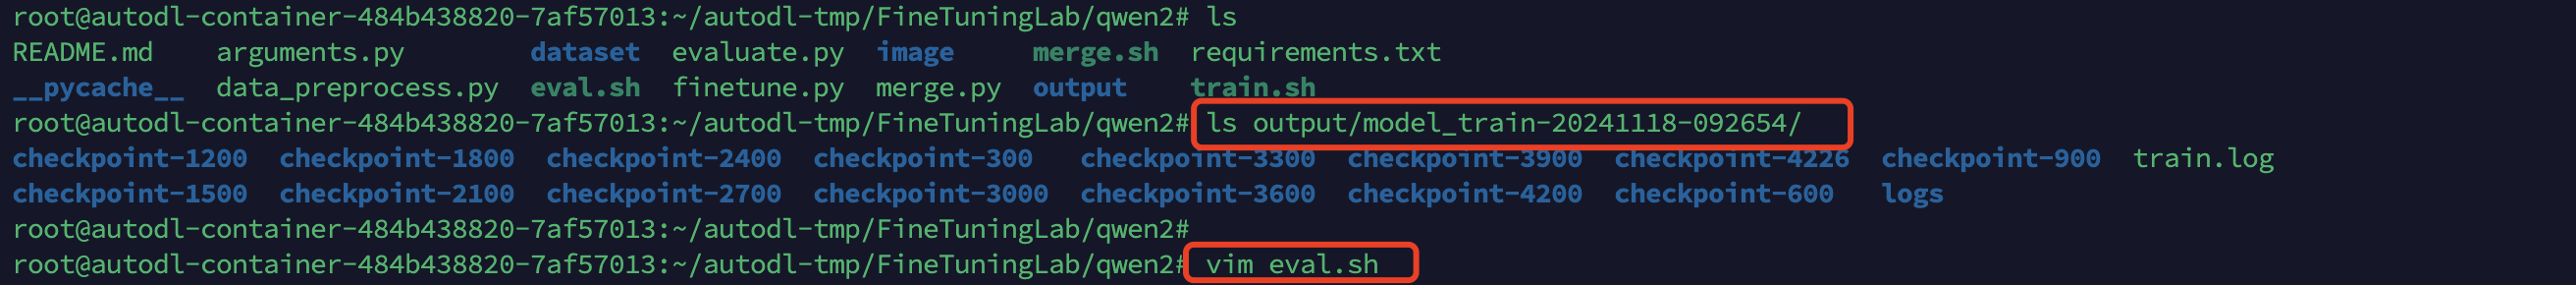 root@autodl-container-484b438820-7af57013:~/autodl-tmp/FineTuningLab/qwen2# ls
README.md    arguments.py        dataset  evaluate.py  image     merge.sh  requirements.txt
__pycache__  data_preprocess.py  eval.sh  finetune.py  merge.py  output    train.sh
root@autodl-container-484b438820-7af57013:~/autodl-tmp/FineTuningLab/qwen2# ls output/model_train-20241118-092654/
checkpoint-1200  checkpoint-1800  checkpoint-2400  checkpoint-300   checkpoint-3300  checkpoint-3900  checkpoint-4226  checkpoint-900  train.log
checkpoint-1500  checkpoint-2100  checkpoint-2700  checkpoint-3000  checkpoint-3600  checkpoint-4200  checkpoint-600   logs
root@autodl-container-484b438820-7af57013:~/autodl-tmp/FineTuningLab/qwen2#
root@autodl-container-484b438820-7af57013:~/autodl-tmp/FineTuningLab/qwen2# vim eval.sh